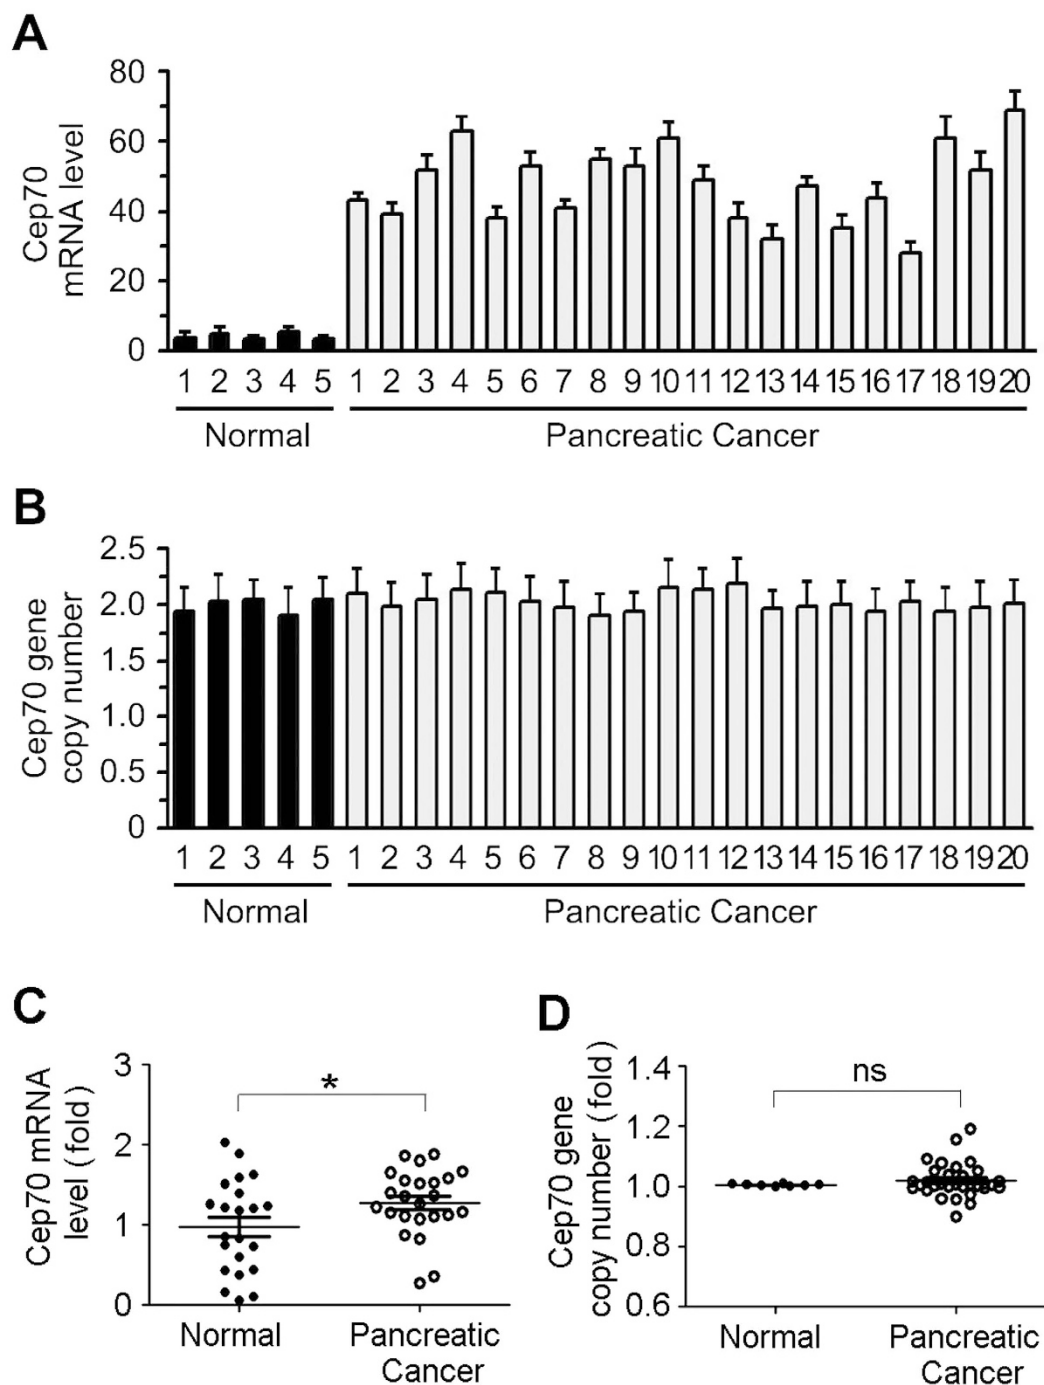 A
Cep70
mRNA level
80
60
40
20
0
1 2 3 4 5 1 2 3 4 5 6 7 8 9 10 11 12 13 14 15 16 17 18 19 20
Normal Pancreatic Cancer
B
Cep70 gene
copy number
2.5
2.0
1.5
1.0
0.5
0
1 2 3 4 5 1 2 3 4 5 6 7 8 9 10 11 12 13 14 15 16 17 18 19 20
Normal Pancreatic Cancer
C
Cep70 mRNA
level (fold)
3
2
1
0
*
Normal Pancreatic
Cancer
D
Cep70 gene
copy number (fold)
1.4
1.2
1.0
0.8
0.6
ns
Normal Pancreatic
Cancer